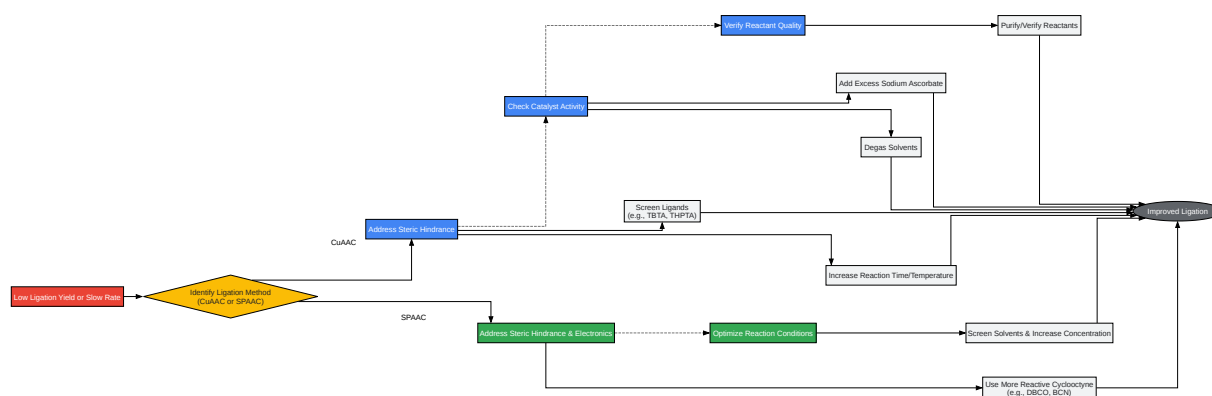 Verify Reactant Quality
Purify/Verify Reactants
Add Excess Sodium Ascorbate
Check Catalyst Activity
Degas Solvents
Screen Ligands
(e.g., TBTA, THPTA)
Improved Ligation
Address Steric Hindrance
CuAAC
Increase Reaction Time/Temperature
Low Ligation Yield or Slow Rate
Identify Ligation Method
(CuAAC or SPAAC)
SPAAC
Address Steric Hindrance & Electronics
Optimize Reaction Conditions
Screen Solvents & Increase Concentration
Use More Reactive Cyclooctyne
(e.g., DBCO, BCN)